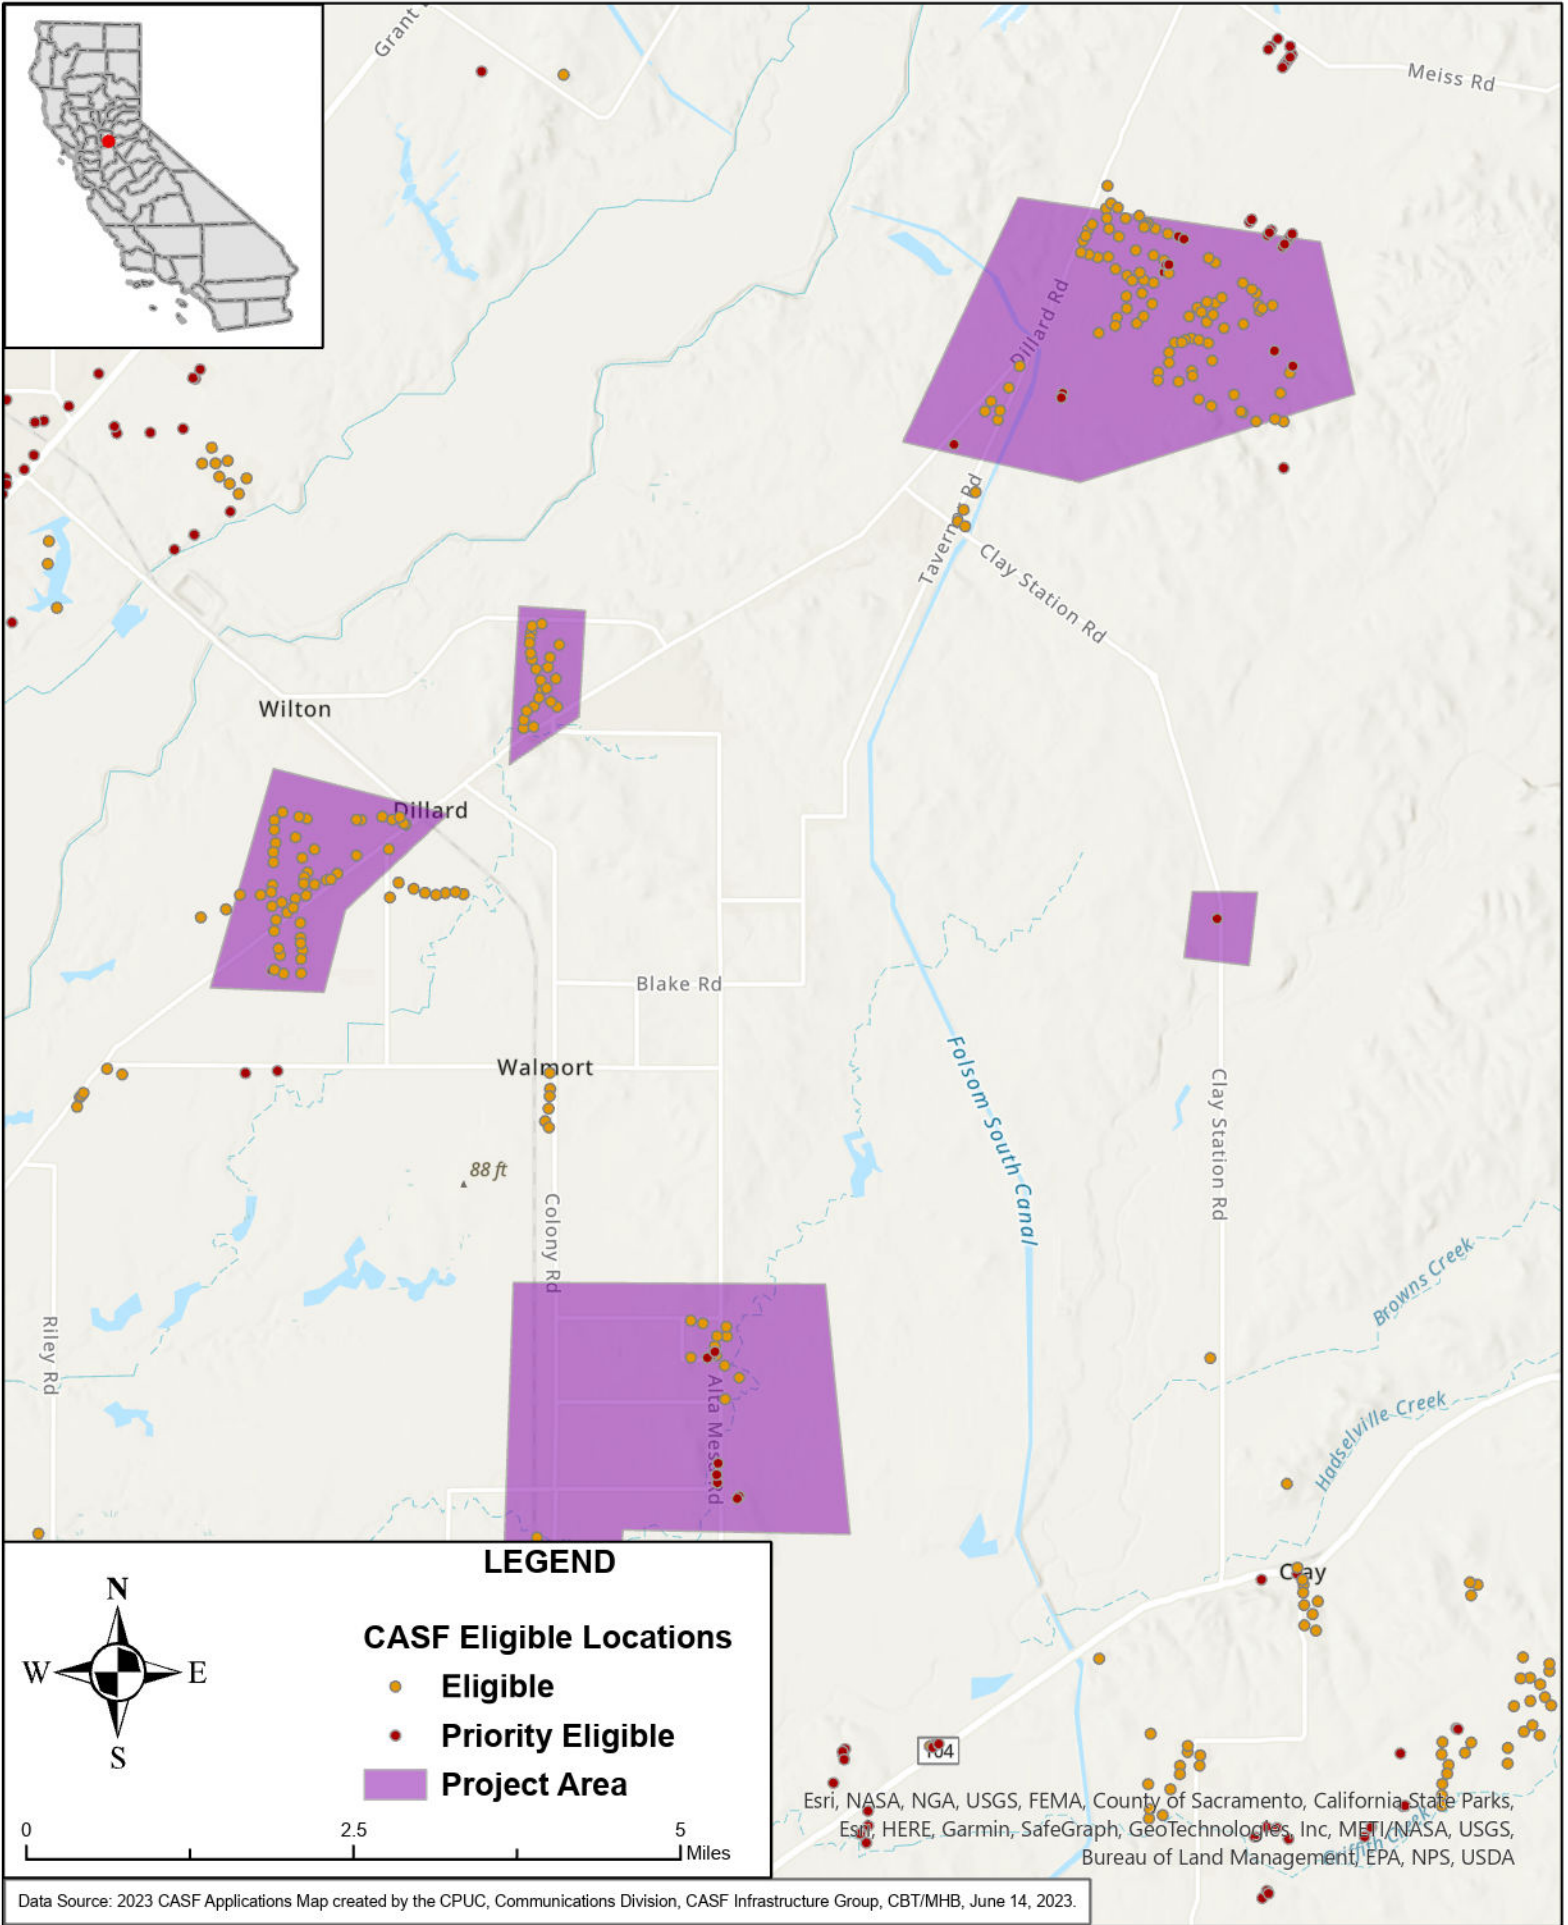 Grant
Meiss Rd
Dillard Rd
Tavern Rd
Clay Station Rd
Wilton
Dillard
Blake Rd
Walmort
Folsom South Canal
Clay Station Rd
88 ft
Colony Rd
Browns Creek
Riley Rd
Alta Mesa Rd
Hadselville Creek
Clay
104
LEGEND
N
W
E
S
CASF Eligible Locations
Eligible
Priority Eligible
Project Area
0
2.5
5
Miles
Griffith Creek
Esri, NASA, NGA, USGS, FEMA, County of Sacramento, California State Parks,
Esri, HERE, Garmin, SafeGraph, GeoTechnologies, Inc, METI/NASA, USGS,
Bureau of Land Management, EPA, NPS, USDA
Data Source: 2023 CASF Applications Map created by the CPUC, Communications Division, CASF Infrastructure Group, CBT/MHB, June 14, 2023.